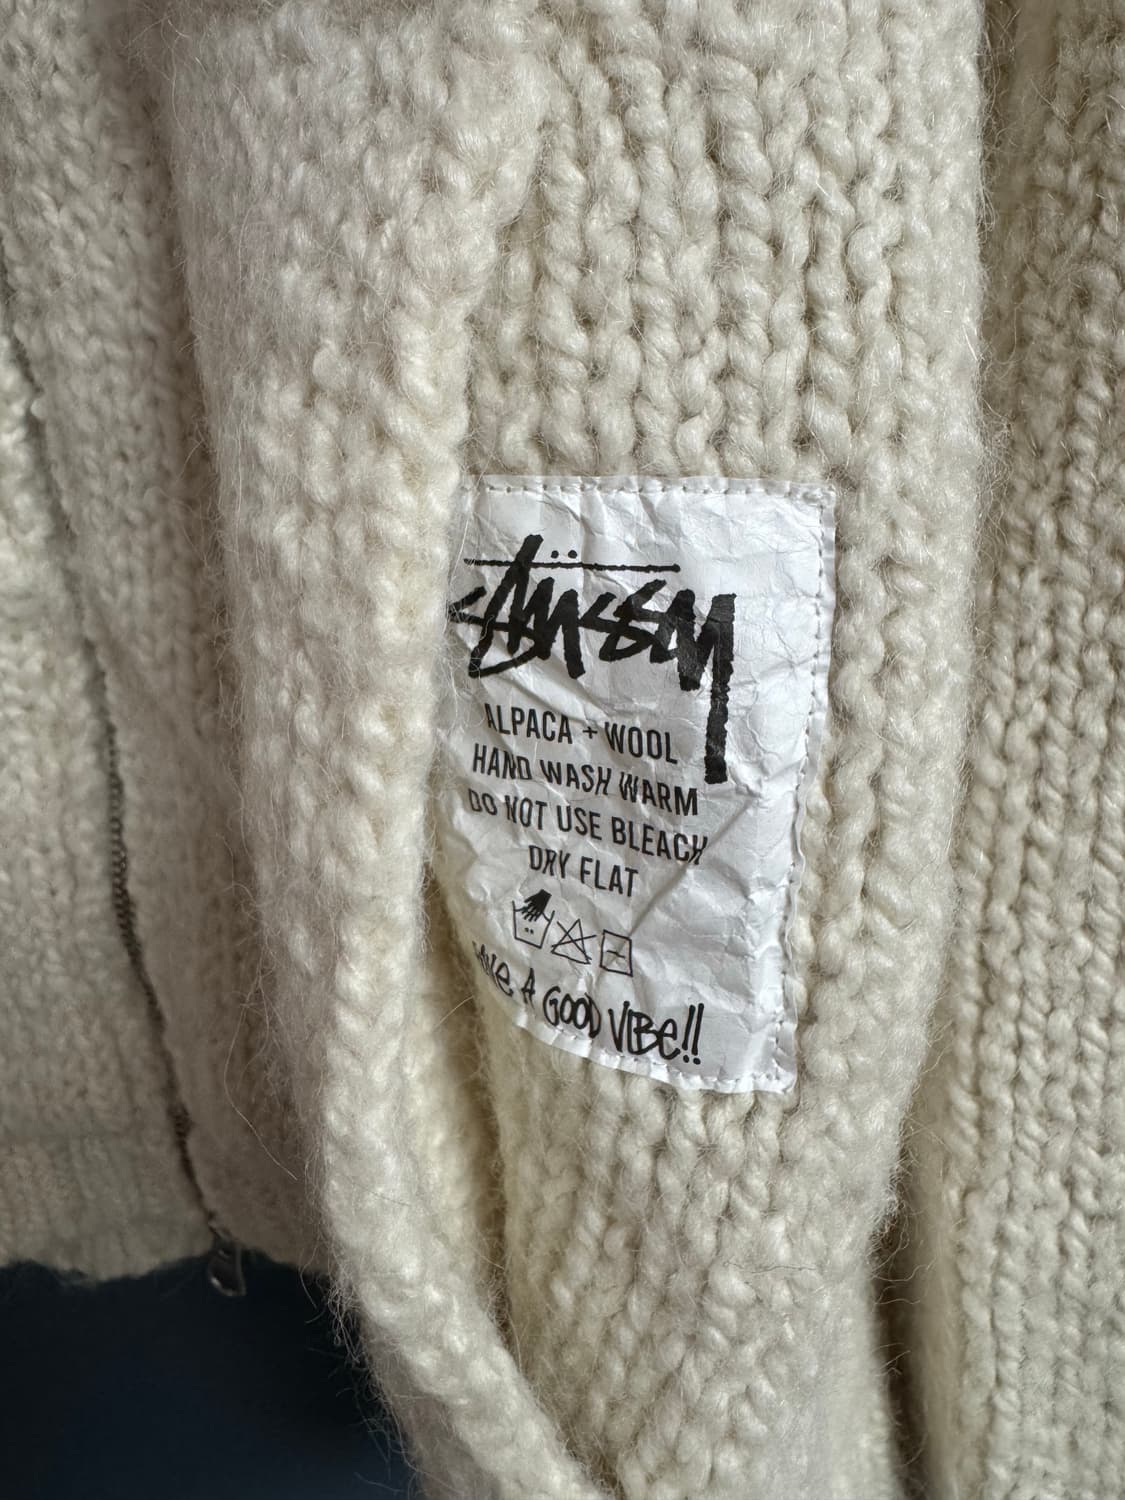 STÜSSY
ALPACA + WOOL
HAND WASH WARM
DO NOT USE BLEACH
DRY FLAT
A GOOD VIBE!!